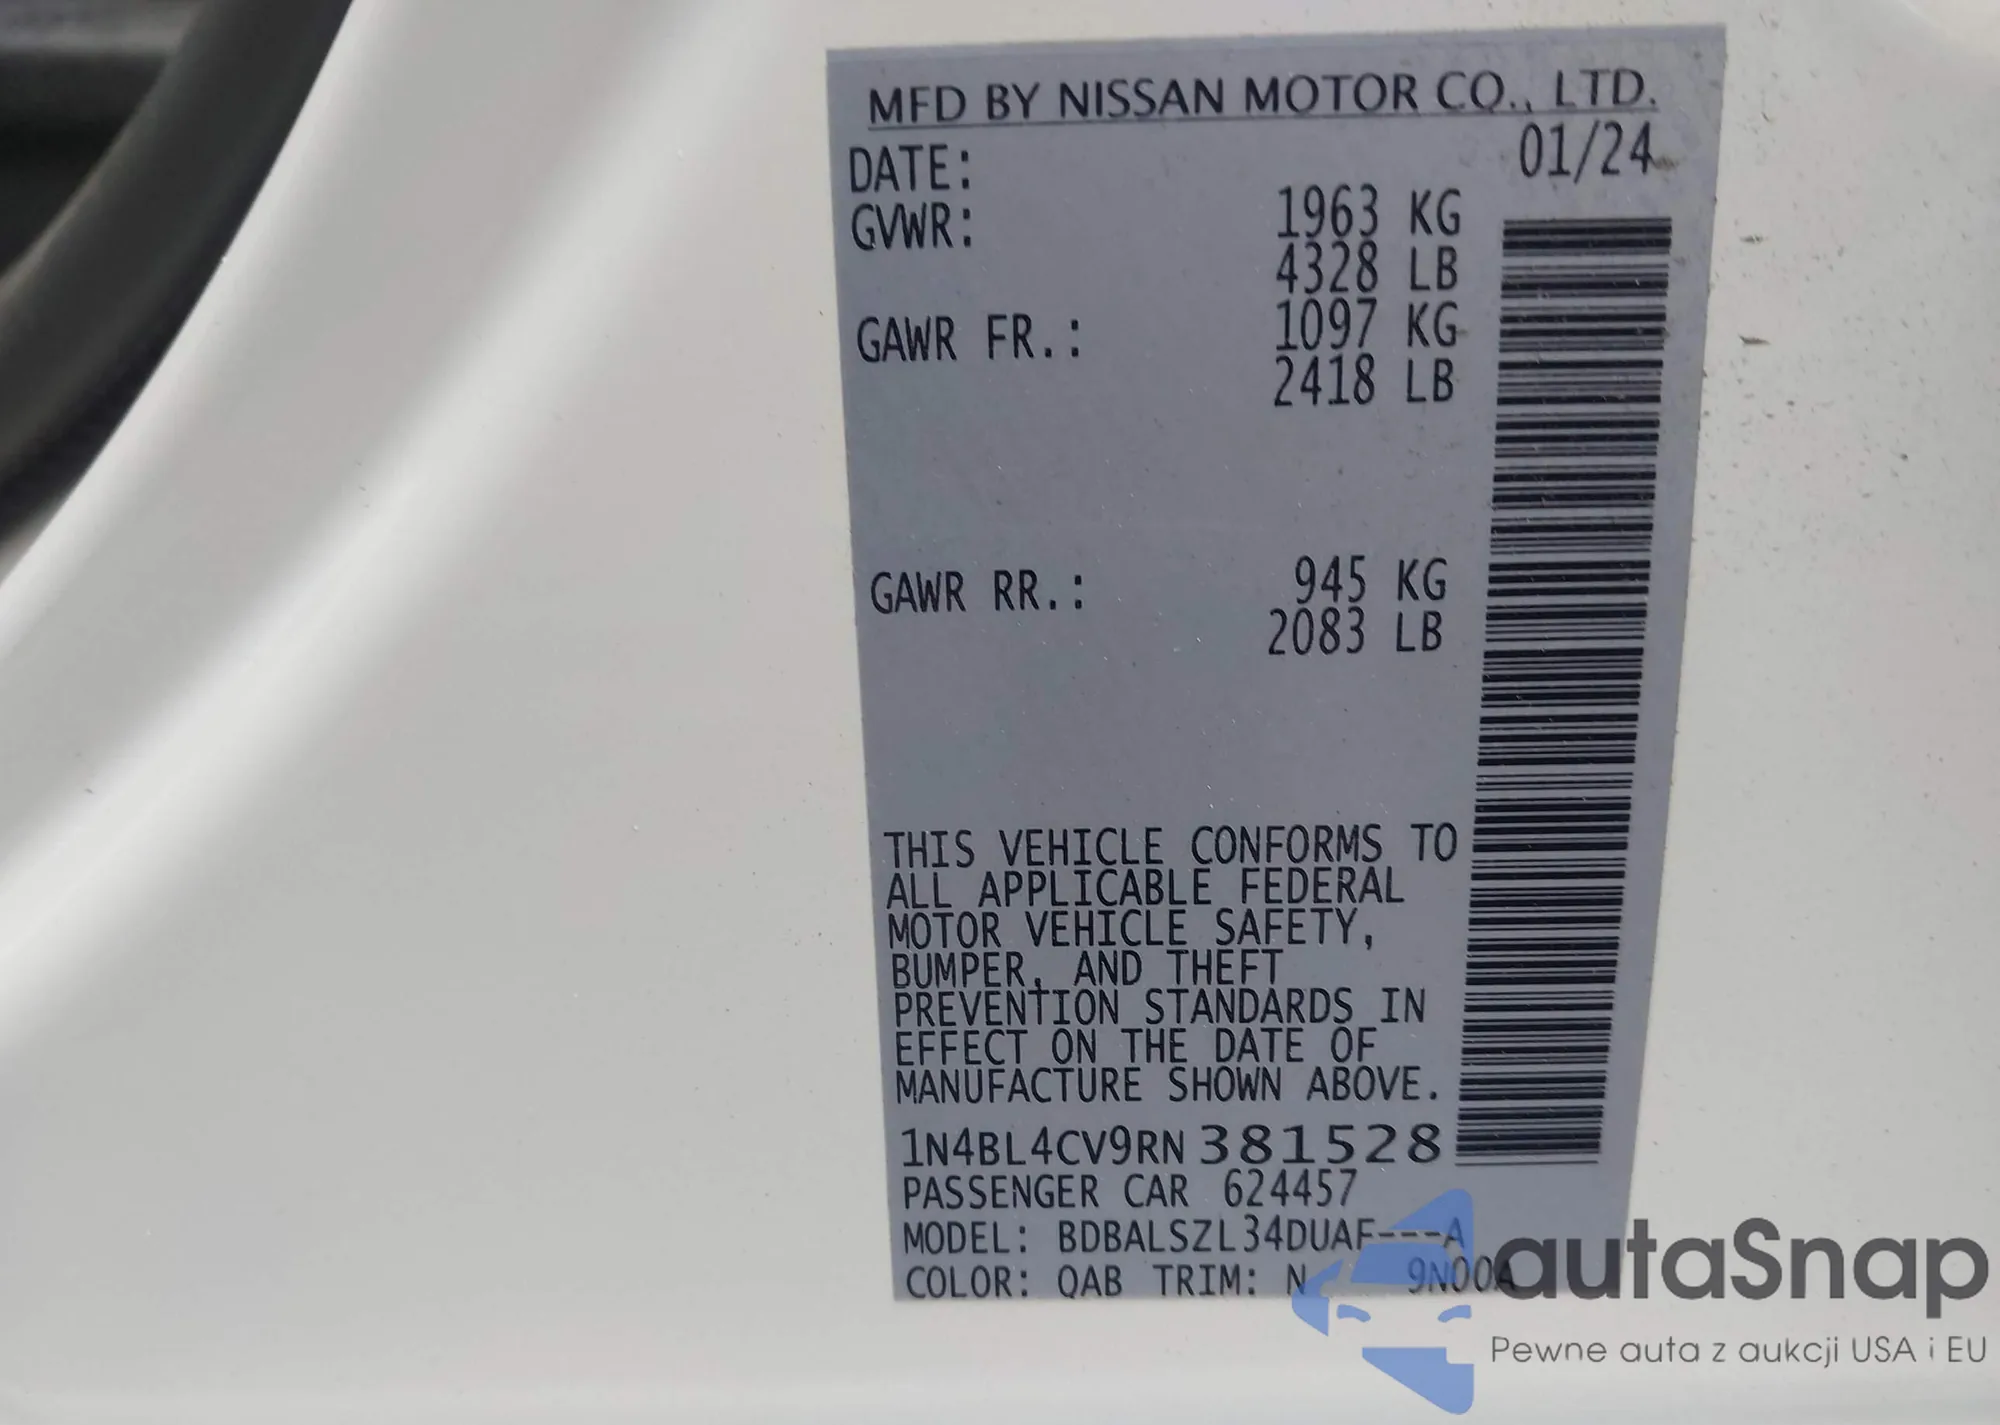 MFD BY NISSAN MOTOR CO., LTD.
DATE: 01/24
GVWR: 1963 KG
4328 LB
GAWR FR.: 1097 KG
2418 LB
GAWR RR.: 945 KG
2083 LB
THIS VEHICLE CONFORMS TO
ALL APPLICABLE FEDERAL
MOTOR VEHICLE SAFETY,
BUMPER, AND THEFT
PREVENTION STANDARDS IN
EFFECT ON THE DATE OF
MANUFACTURE SHOWN ABOVE.
1N4BL4CV9RN381528
PASSENGER CAR 624457
MODEL: BDBALSZL34DUAF---A
COLOR: QAB TRIM: N 9N00A
autaSnap
Pewne auta z aukcji USA i EU